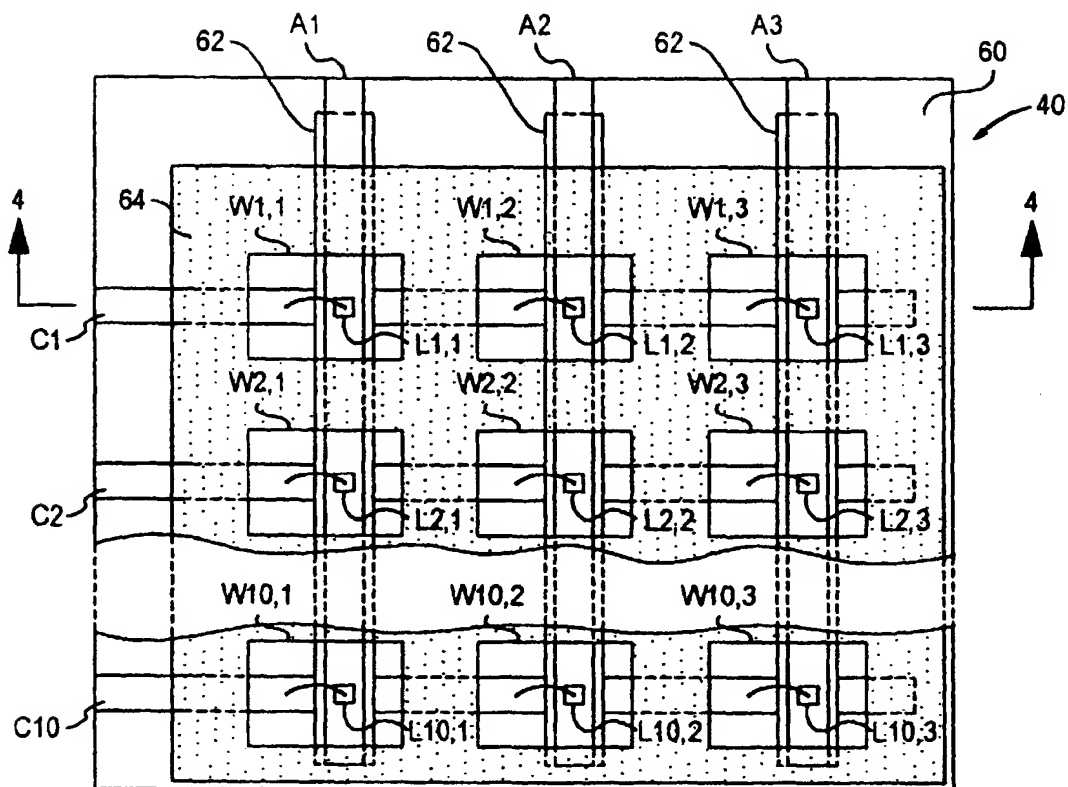 A1 A2 A3
62 62 62 60
40
4 64 W1,1 W1,2 W1,3 4
C1 L1,1 L1,2 L1,3
W2,1 W2,2 W2,3
C2 L2,1 L2,2 L2,3
W10,1 W10,2 W10,3
C10 L10,1 L10,2 L10,3